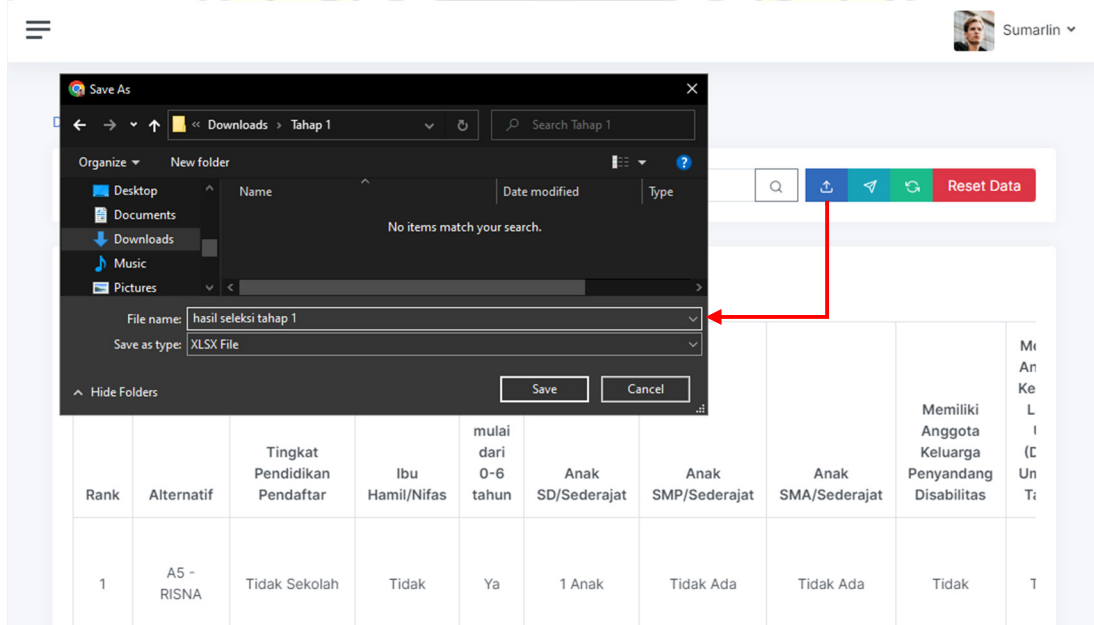 Sumarlin
Save As
Downloads > Tahap 1
Search Tahap 1
Organize
New folder
Desktop
Documents
Downloads
Music
Pictures
Name
Date modified
Type
No items match your search.
File name: hasil seleksi tahap 1
Save as type: XLSX File
Hide Folders
Save
Cancel
Reset Data
Rank
Alternatif
Tingkat
Pendidikan
Pendaftar
Ibu
Hamil/Nifas
mulai
dari
0-6
tahun
Anak
SD/Sederajat
Anak
SMP/Sederajat
Anak
SMA/Sederajat
Memiliki
Anggota
Keluarga
Penyandang
Disabilitas
An
Ke
L
Ta
1
A5 -
RISNA
Tidak Sekolah
Tidak
Ya
1 Anak
Tidak Ada
Tidak Ada
Tidak
T